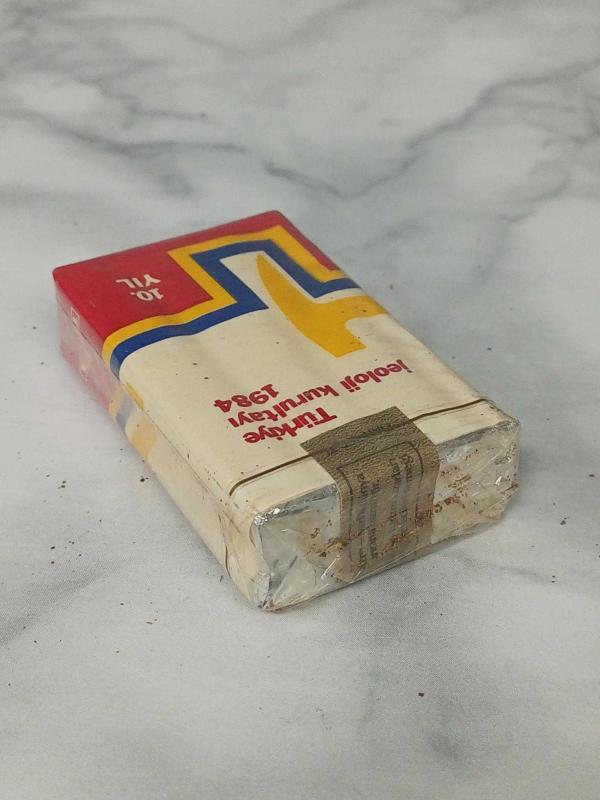 Türkiye
jeoloji kurultayı
1984
10.
YIL